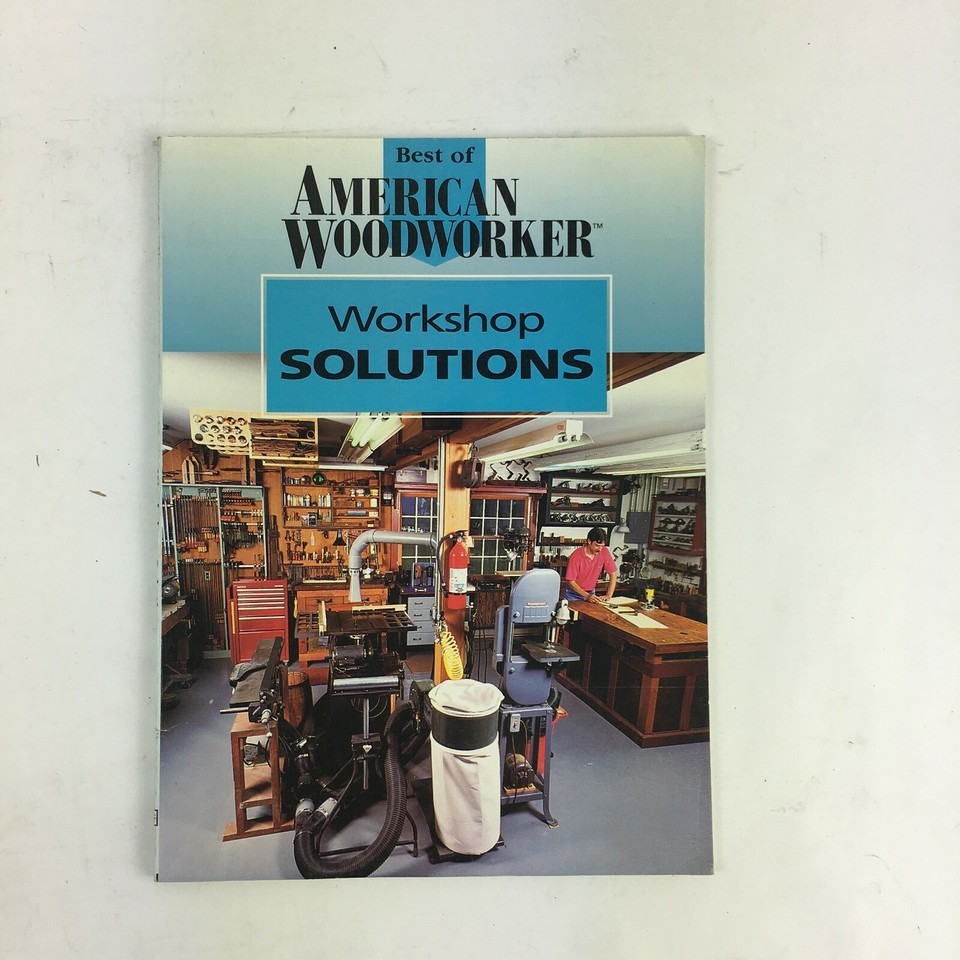 Best of
AMERICAN
WOODWORKER™
Workshop
SOLUTIONS